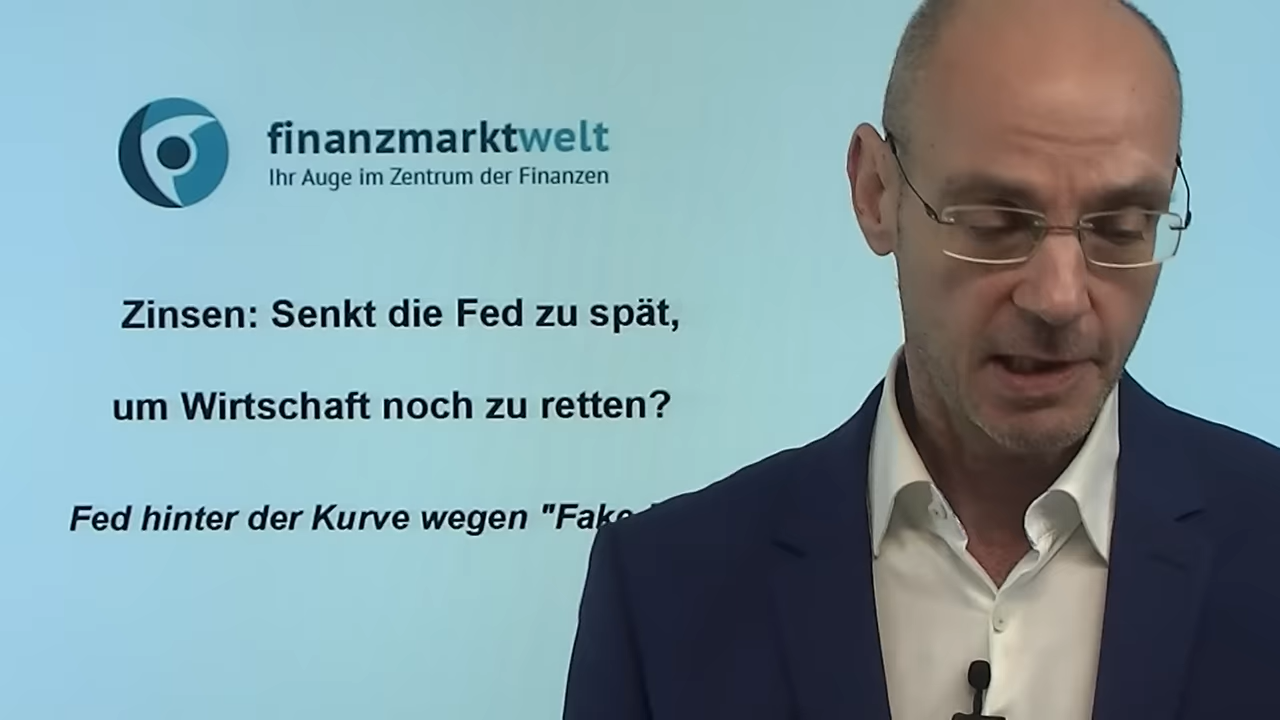 finanzmarktwelt
Ihr Auge im Zentrum der Finanzen
Zinsen: Senkt die Fed zu spät,
um Wirtschaft noch zu retten?
Fed hinter der Kurve wegen "Fake